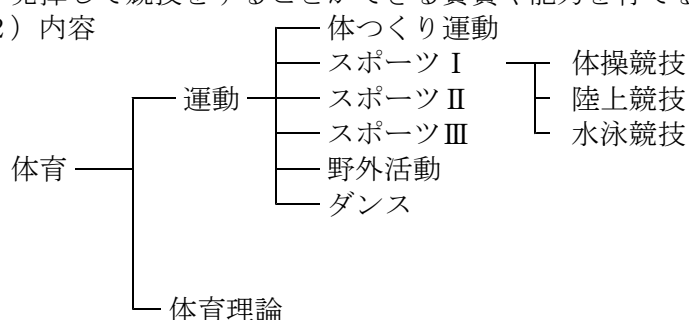 ２）内容
体つくり運動
スポーツⅠ 体操競技
運動 スポーツⅡ 陸上競技
スポーツⅢ 水泳競技
体育 野外活動
ダンス
体育理論